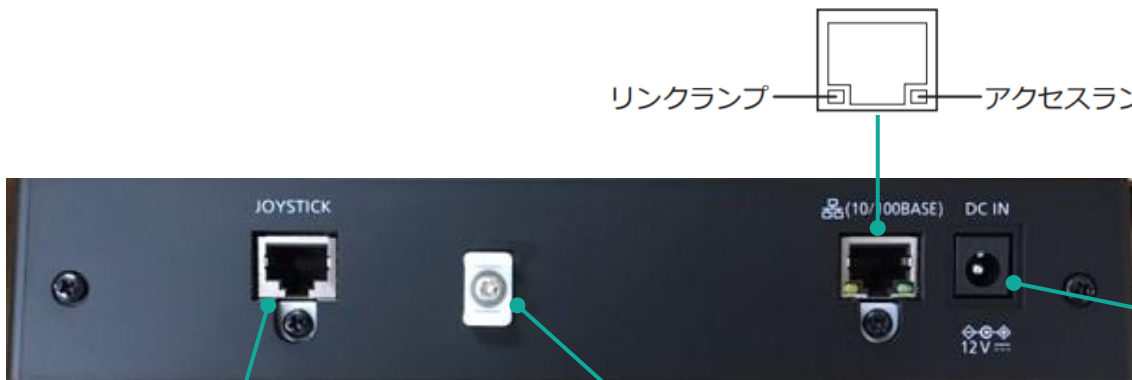 リンクランプ
アクセスラン
JOYSTICK
(10/100BASE)
DC IN
12V